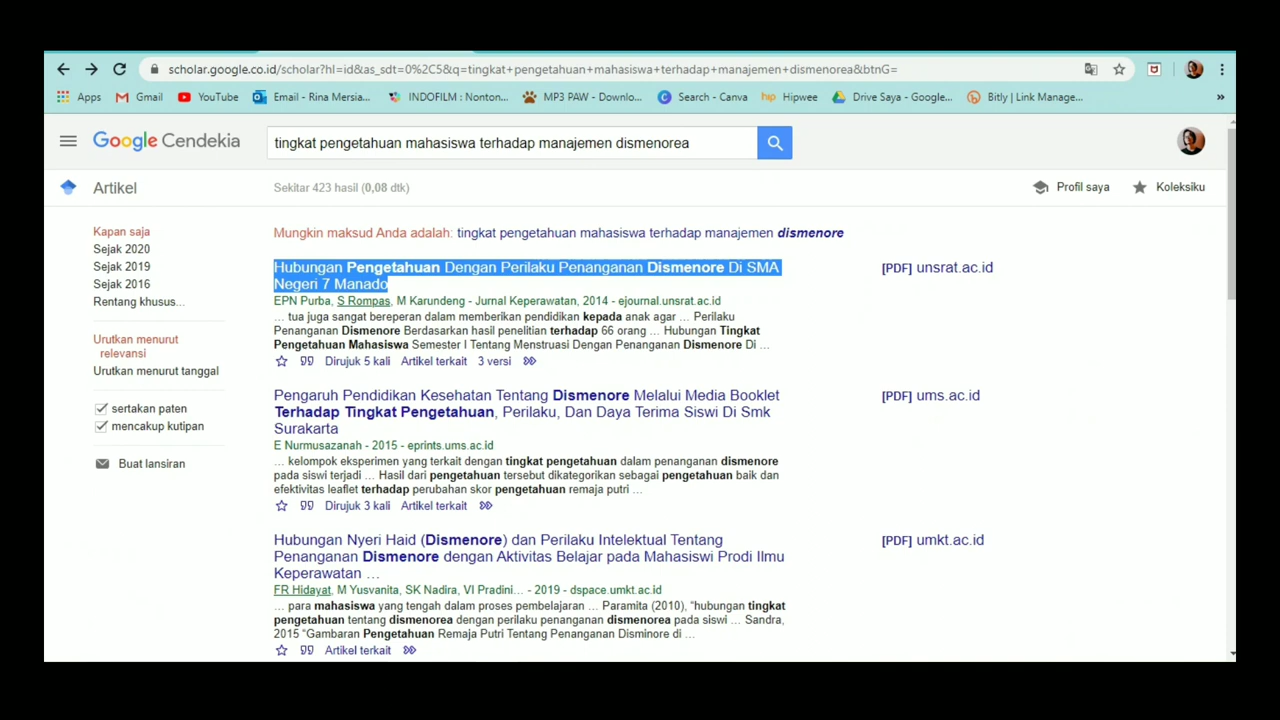 scholar.google.co.id/scholar?hl=id&as_sdt=0%2C5&q=tingkat+pengetahuan+mahasiswa+terhadap+manajemen+dismenorea&btnG=
Apps Gmail YouTube Email - Rina Mersia... INDOFILM : Nonton... MP3 PAW - Downlo... Search - Canva Hipwee Drive Saya - Google... Bitly | Link Manage... »
Google Cendekia
tingkat pengetahuan mahasiswa terhadap manajemen dismenorea
Artikel
Sekitar 423 hasil (0,08 dtk)
Profil saya
Koleksiku
Kapan saja
Sejak 2020
Sejak 2019
Sejak 2016
Rentang khusus...
Urutkan menurut
relevansi
Urutkan menurut tanggal
sertakan paten
mencakup kutipan
Buat lansiran
Mungkin maksud Anda adalah: tingkat pengetahuan mahasiswa terhadap manajemen dismenore
Hubungan Pengetahuan Dengan Perilaku Penanganan Dismenore Di SMA
Negeri 7 Manado
EPN Purba, S Rompas, M Karundeng - Jurnal Keperawatan, 2014 - ejournal.unsrat.ac.id
... tua juga sangat bereperan dalam memberikan pendidikan kepada anak agar ... Perilaku
Penanganan Dismenore Berdasarkan hasil penelitian terhadap 66 orang ... Hubungan Tingkat
Pengetahuan Mahasiswa Semester I Tentang Menstruasi Dengan Penanganan Dismenore Di ...
Dirujuk 5 kali Artikel terkait 3 versi
[PDF] unsrat.ac.id
Pengaruh Pendidikan Kesehatan Tentang Dismenore Melalui Media Booklet
Terhadap Tingkat Pengetahuan, Perilaku, Dan Daya Terima Siswi Di Smk
Surakarta
E Nurmusazanah - 2015 - eprints.ums.ac.id
... kelompok eksperimen yang terkait dengan tingkat pengetahuan dalam penanganan dismenore
pada siswi terjadi ... Hasil dari pengetahuan tersebut dikategorikan sebagai pengetahuan baik dan
efektivitas leaflet terhadap perubahan skor pengetahuan remaja putri ...
Dirujuk 3 kali Artikel terkait
[PDF] ums.ac.id
Hubungan Nyeri Haid (Dismenore) dan Perilaku Intelektual Tentang
Penanganan Dismenore dengan Aktivitas Belajar pada Mahasiswi Prodi Ilmu
Keperawatan ...
FR Hidayat, M Yusvanita, SK Nadira, VI Pradini... - 2019 - dspace.umkt.ac.id
... para mahasiswa yang tengah dalam proses pembelajaran ... Paramita (2010), “hubungan tingkat
pengetahuan tentang dismenorea dengan perilaku penanganan dismenorea pada siswi ... Sandra,
2015 “Gambaran Pengetahuan Remaja Putri Tentang Penanganan Disminore di ...
Artikel terkait
[PDF] umkt.ac.id